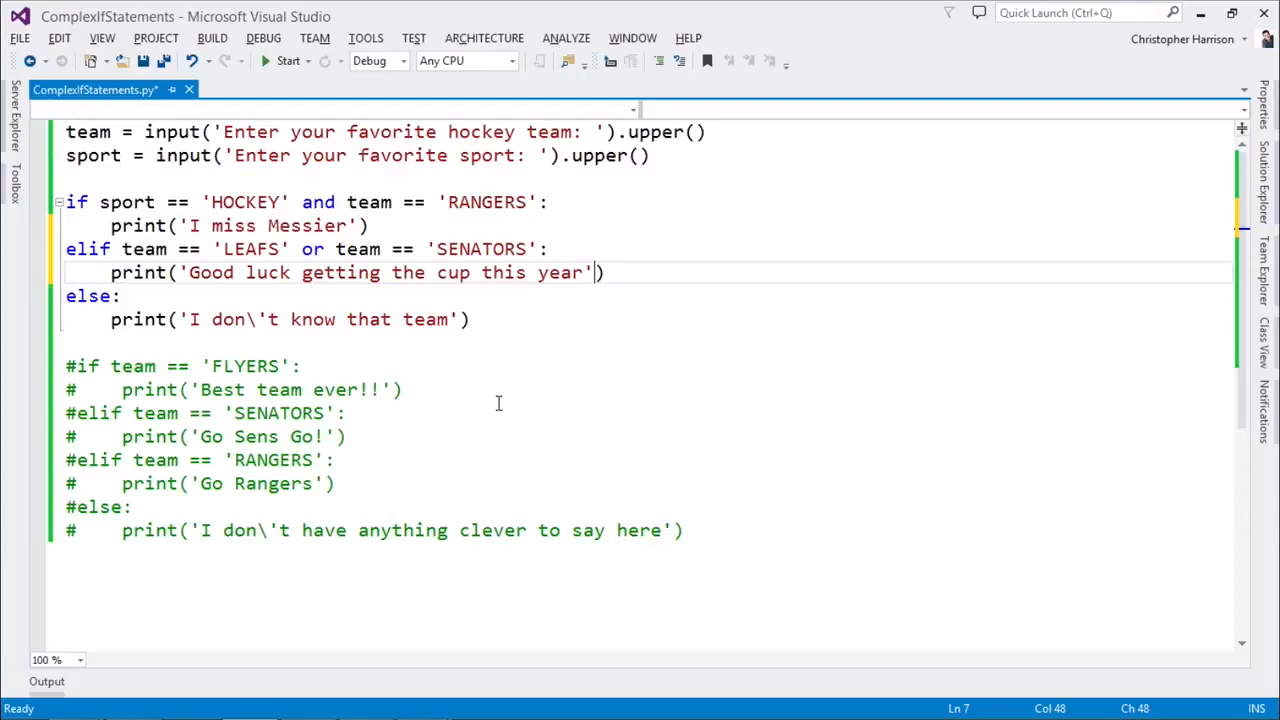 ComplexIfStatements - Microsoft Visual Studio
Quick Launch (Ctrl+Q)
FILE EDIT VIEW PROJECT BUILD DEBUG TEAM TOOLS TEST ARCHITECTURE ANALYZE WINDOW HELP
Christopher Harrison
Start Debug Any CPU
ComplexIfStatements.py*
Server Explorer
Toolbox
team = input('Enter your favorite hockey team: ').upper()
sport = input('Enter your favorite sport: ').upper()
if sport == 'HOCKEY' and team == 'RANGERS':
    print('I miss Messier')
elif team == 'LEAFS' or team == 'SENATORS':
    print('Good luck getting the cup this year')
else:
    print('I don\'t know that team')
#if team == 'FLYERS':
#    print('Best team ever!!')
#elif team == 'SENATORS':
#    print('Go Sens Go!')
#elif team == 'RANGERS':
#    print('Go Rangers')
#else:
#    print('I don\'t have anything clever to say here')
Properties
Solution Explorer
Team Explorer
Class View
Notifications
100 %
Output
Ready Ln 7 Col 48 Ch 48 INS